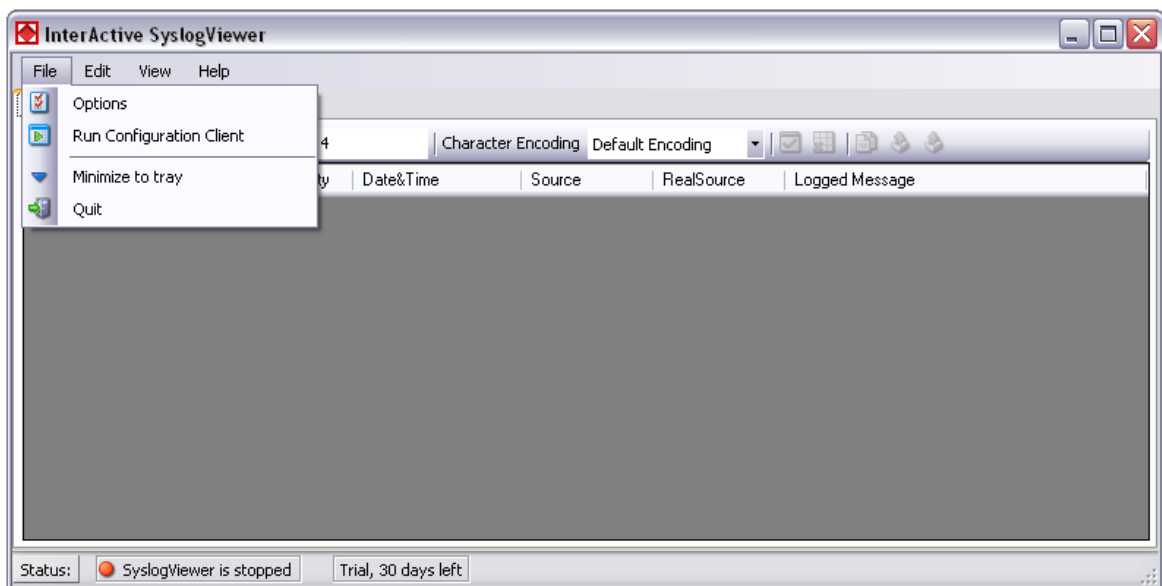 InterActive SyslogViewer
File Edit View Help
Options
Run Configuration Client
4 Character Encoding Default Encoding
Minimize to tray
ty Date&Time Source RealSource Logged Message
Quit
Status: SyslogViewer is stopped Trial, 30 days left